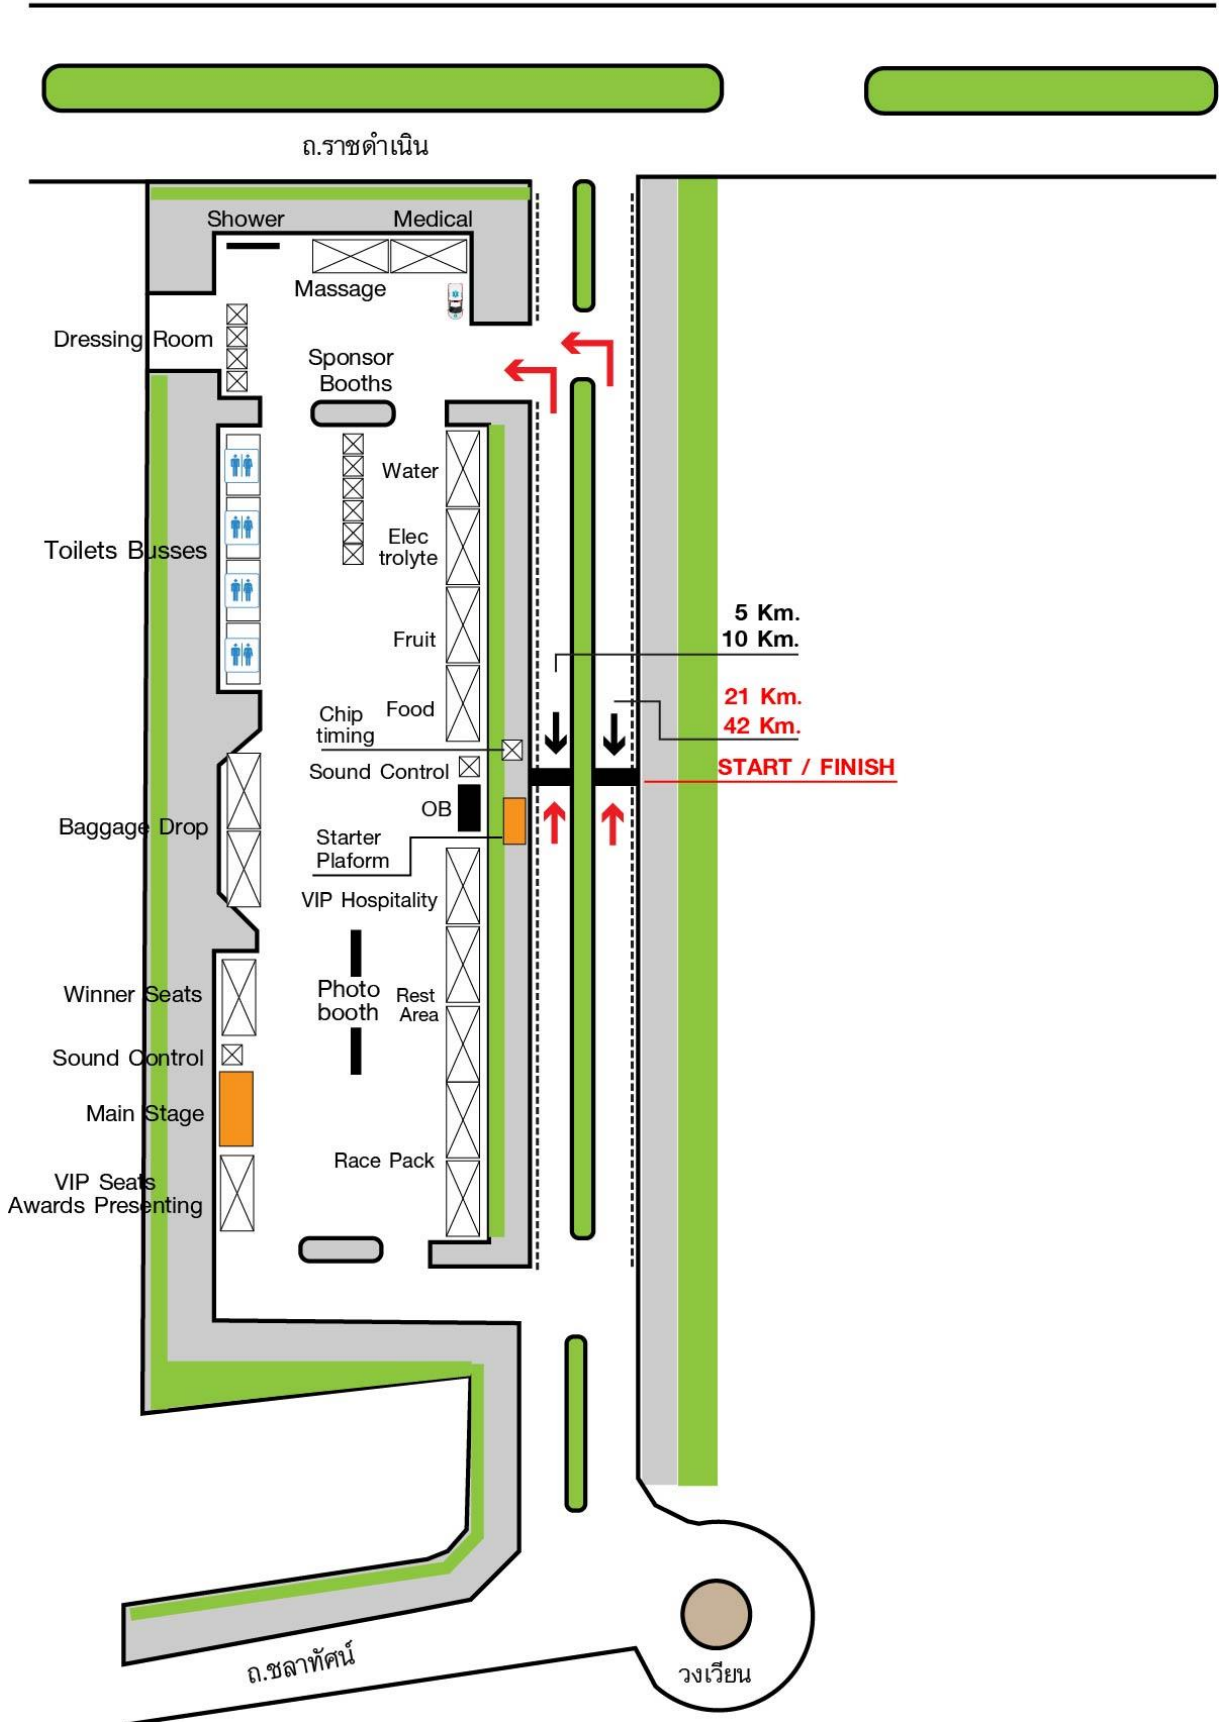 ถ.ราชดำเนิน
Shower
Medical
Massage
Dressing Room
Sponsor
Booths
Water
Toilets Busses
Elec
trolyte
Fruit
5 Km.
10 Km.
Food
21 Km.
42 Km.
Chip
timing
START / FINISH
Sound Control
OB
Baggage Drop
Starter
Plaform
VIP Hospitality
Winner Seats
Photo
booth
Rest
Area
Sound Control
Main Stage
Race Pack
VIP Seats
Awards Presenting
ถ.ชลาทัศน์
วงเวียน